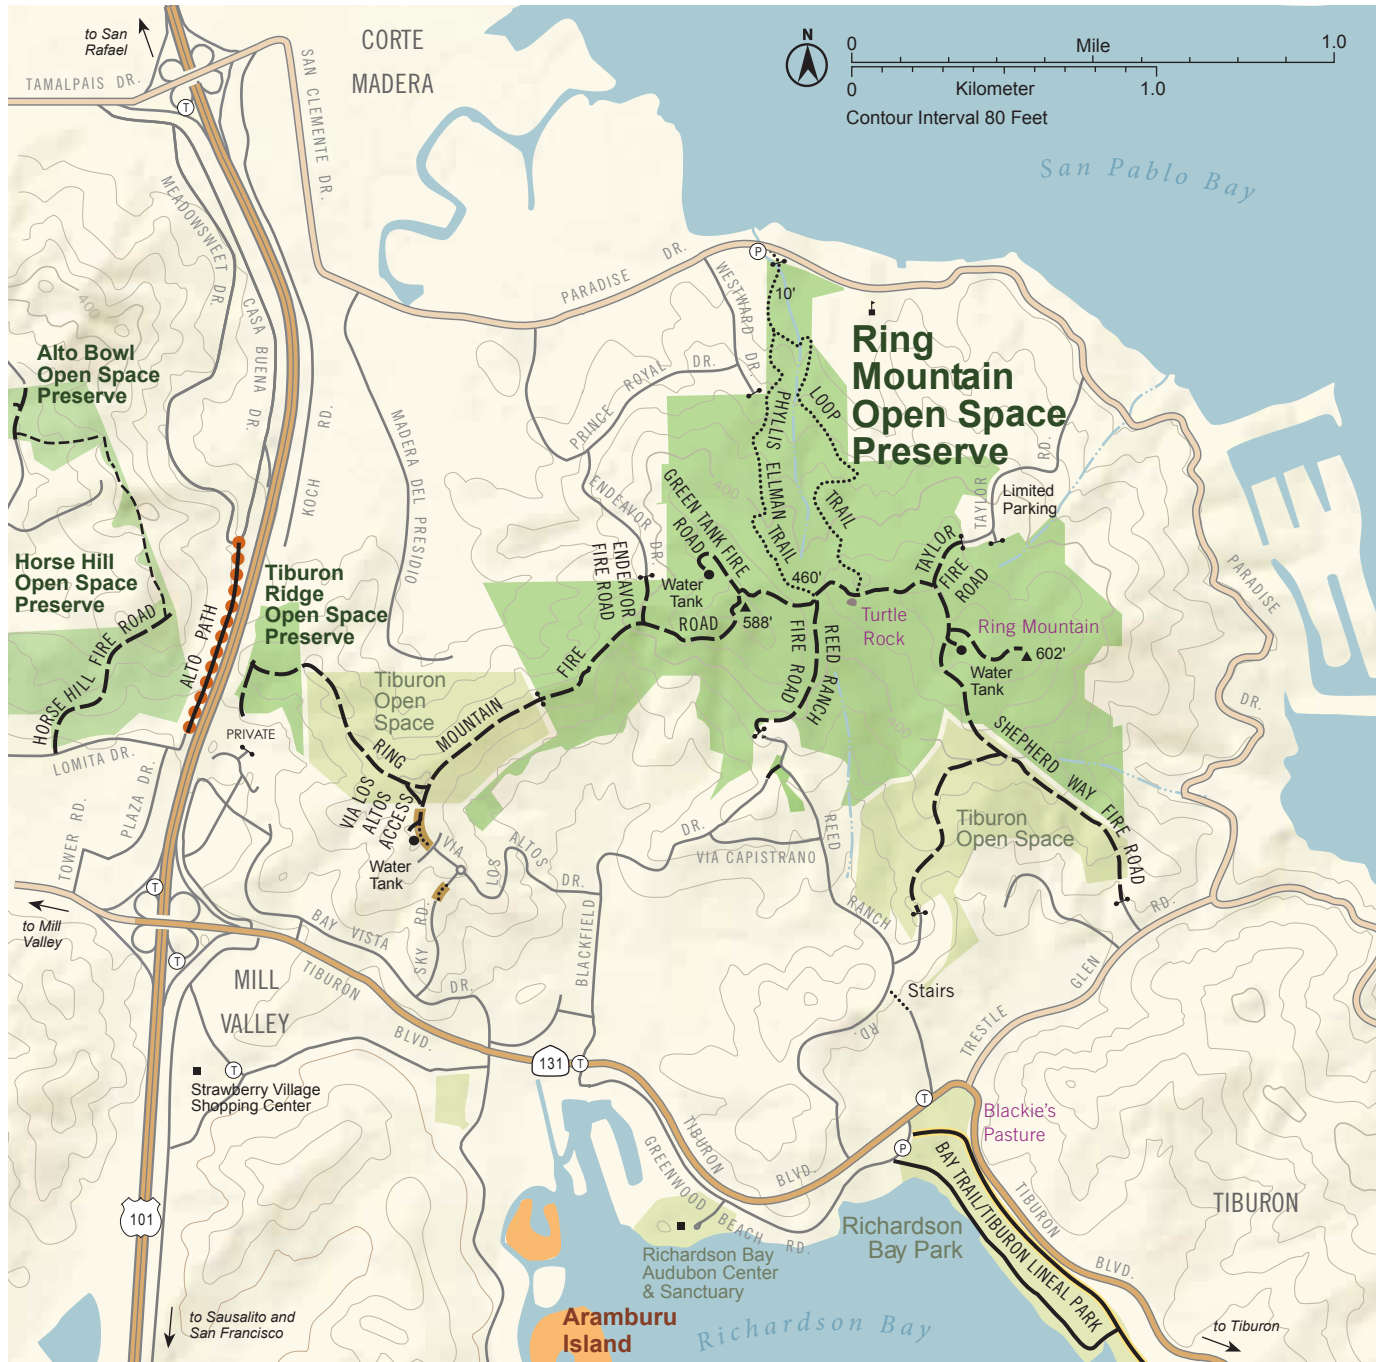 to San
Rafael
TAMALPAIS DR.
CORTE
MADERA
SAN CLEMENTE DR.
N
0
Mile
1.0
0
Kilometer
1.0
Contour Interval 80 Feet
San Pablo Bay
T
MEADOWSWEET DR.
CASA BUENA DR.
KOCH RD.
PARADISE DR.
P
WESTWARD DR.
10'
400
Alto Bowl
Open Space
Preserve
PRINCE ROYAL DR.
MADERA DEL PRESIDIO
Ring
Mountain
Open Space
Preserve
PHYLLIS ELLMAN TRAIL
LOOP TRAIL
TAYLOR RD.
Limited
Parking
ENDEAVOR DR.
GREEN TANK FIRE ROAD
400
ENDEAVOR
FIRE ROAD
Water
Tank
460'
588'
TAYLOR
FIRE ROAD
Turtle
Rock
Ring Mountain
602'
Water
Tank
PARADISE DR.
Horse Hill
Open Space
Preserve
HORSE HILL FIRE ROAD
ALTO PATH
Tiburon
Ridge
Open Space
Preserve
Tiburon
Open
Space
RING MOUNTAIN FIRE ROAD
REED RANCH
FIRE ROAD
400
SHEPHERD WAY FIRE ROAD
PRIVATE
LOMITA DR.
PLAZA DR.
TOWER RD.
VIA LOS
ALTOS
ACCESS
Water
Tank
VIA LOS ALTOS DR.
BLACKFIELD DR.
VIA CAPISTRANO
REED RANCH RD.
Tiburon
Open Space
to Mill
Valley
T
T
BAY VISTA DR.
SKY RD.
TIBURON BLVD.
MILL
VALLEY
Stairs
TRESTLE GLEN RD.
131
T
T
Strawberry Village
Shopping Center
T
Blackie's
Pasture
P
GREENWOOD BEACH RD.
TIBURON BLVD.
BAY TRAIL/TIBURON LINEAL PARK
TIBURON BLVD.
TIBURON
101
Richardson
Bay Park
Richardson Bay
Audubon Center
& Sanctuary
to Sausalito and
San Francisco
Aramburu
Island
Richardson Bay
to Tiburon